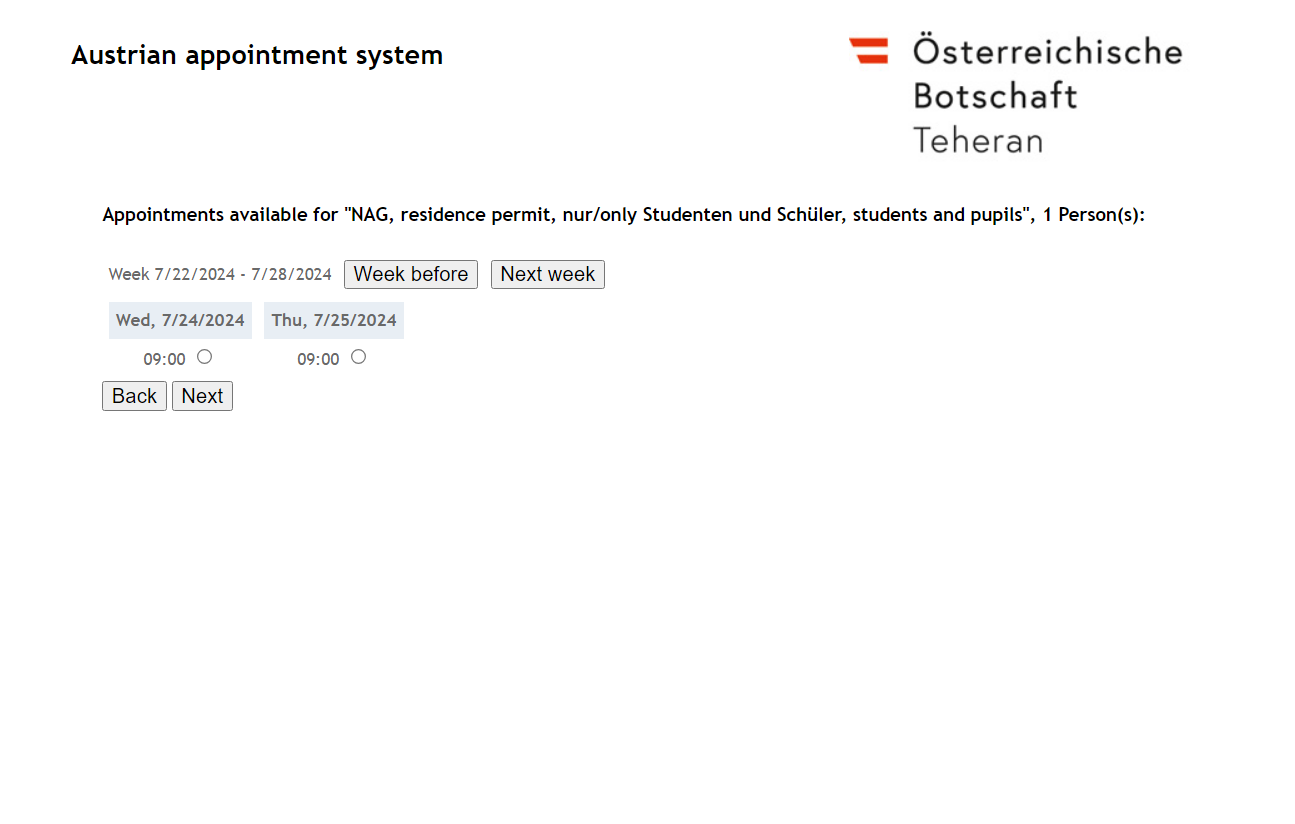 Austrian appointment system
Österreichische
Botschaft
Teheran
Appointments available for "NAG, residence permit, nur/only Studenten und Schüler, students and pupils", 1 Person(s):
Week 7/22/2024 - 7/28/2024 Week before Next week
Wed, 7/24/2024 Thu, 7/25/2024
09:00 09:00
Back Next